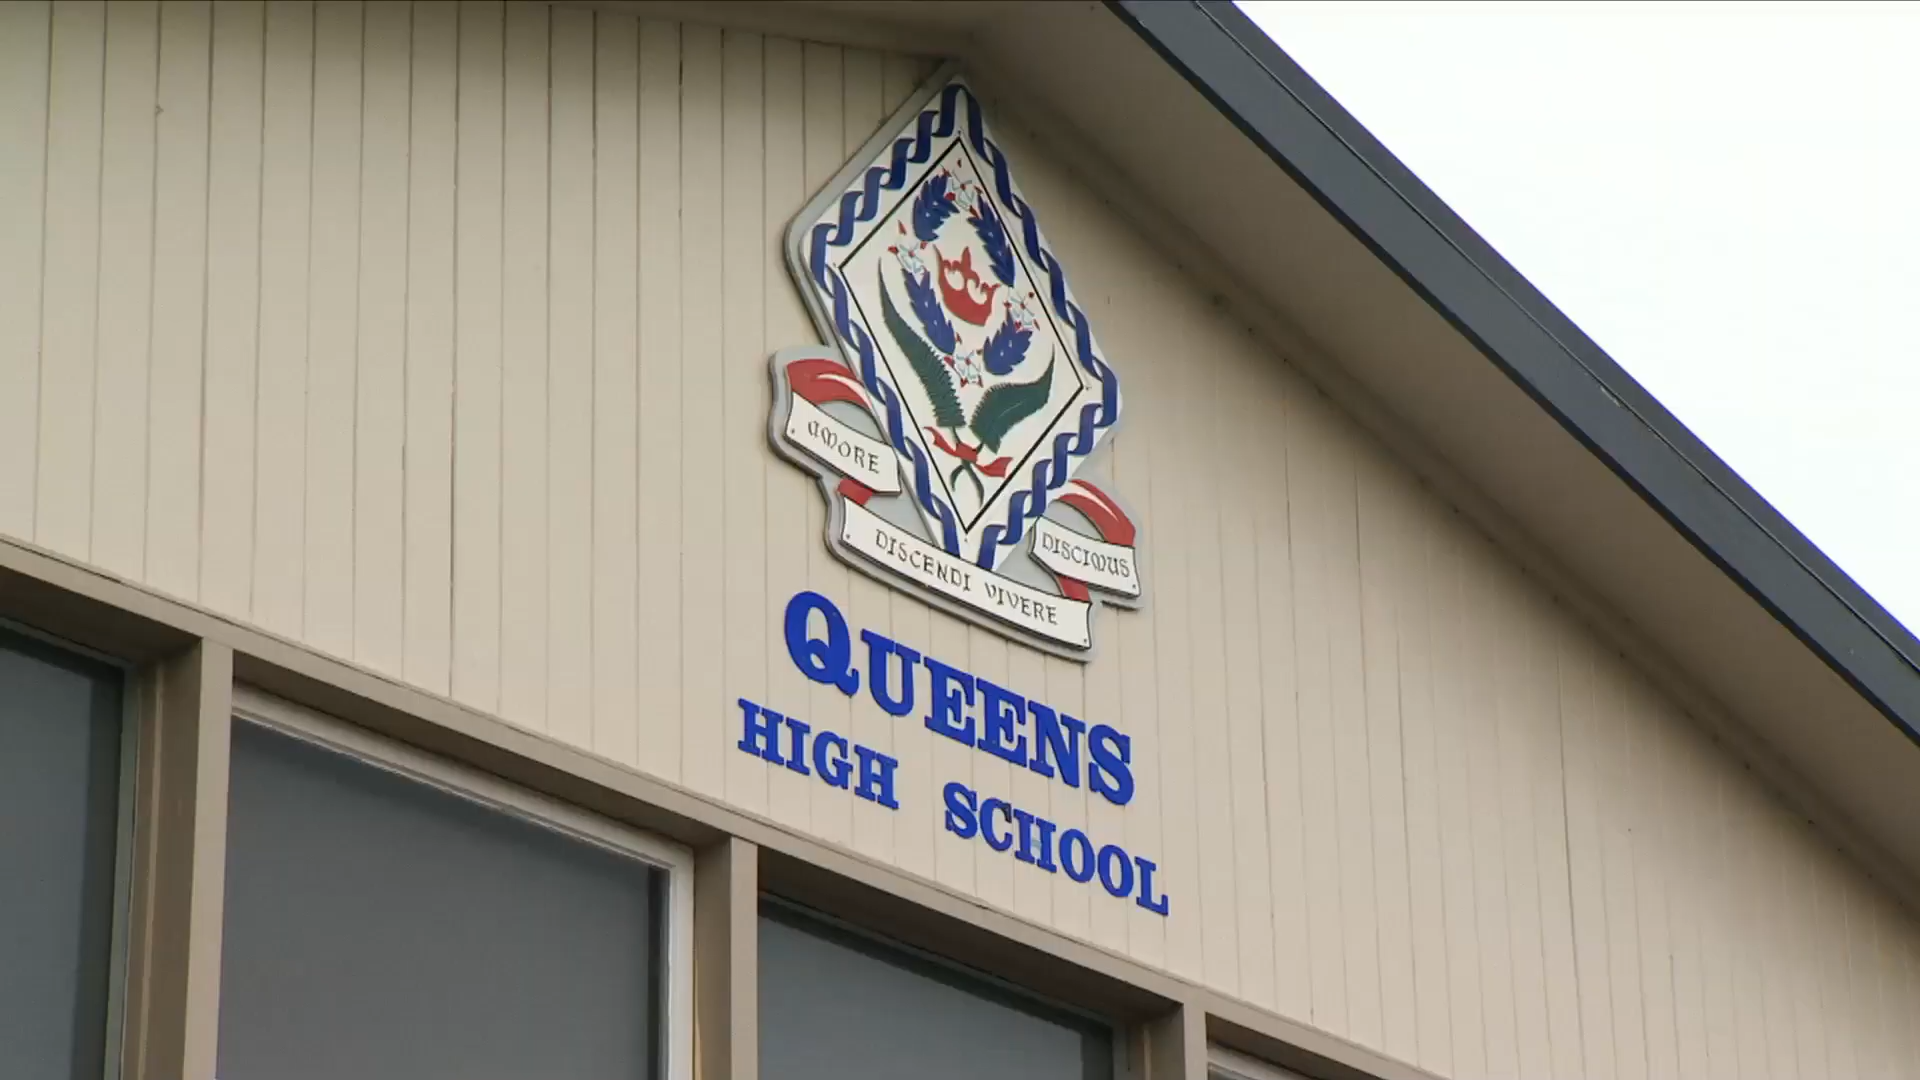 AMORE
DISCENDI VIVERE
DISCIMUS
QUEENS
HIGH SCHOOL